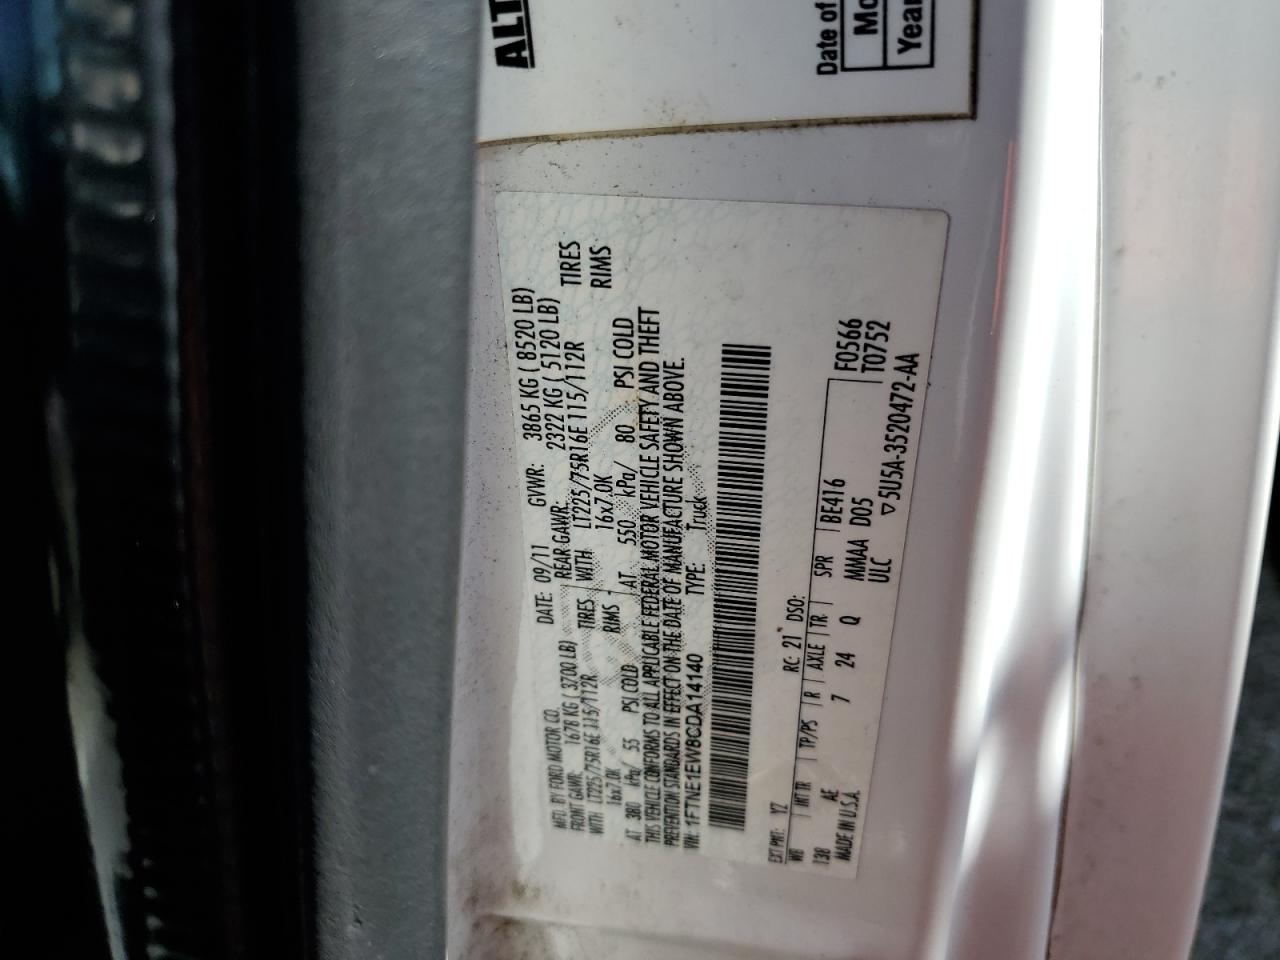 ALT
Date of
Mo
Year
MFD. BY FORD MOTOR CO. DATE: 09/11 GVWR: 3865 KG ( 8520 LB)
FRONT GAWR: 1678 KG ( 3700 LB) REAR GAWR: 2322 KG ( 5120 LB)
WITH LT225/75R16E 115/112R TIRES WITH LT225/75R16E 115/112R TIRES
16x7.0K RIMS 16x7.0K RIMS
AT 380 kPa/ 55 PSI COLD AT 550 kPa/ 80 PSI COLD
THIS VEHICLE CONFORMS TO ALL APPLICABLE FEDERAL MOTOR VEHICLE SAFETY AND THEFT
PREVENTION STANDARDS IN EFFECT ON THE DATE OF MANUFACTURE SHOWN ABOVE.
VIN: 1FTNE1EW8CDA14140 TYPE: Truck
EXT PNT: YZ RC: 21 DSO:
WB INT TR TP/PS R AXLE TR SPR BE416 F0566
138 AE 7 24 Q MMAA D05 T0752
MADE IN U.S.A. ULC ▽5U5A-3520472-AA